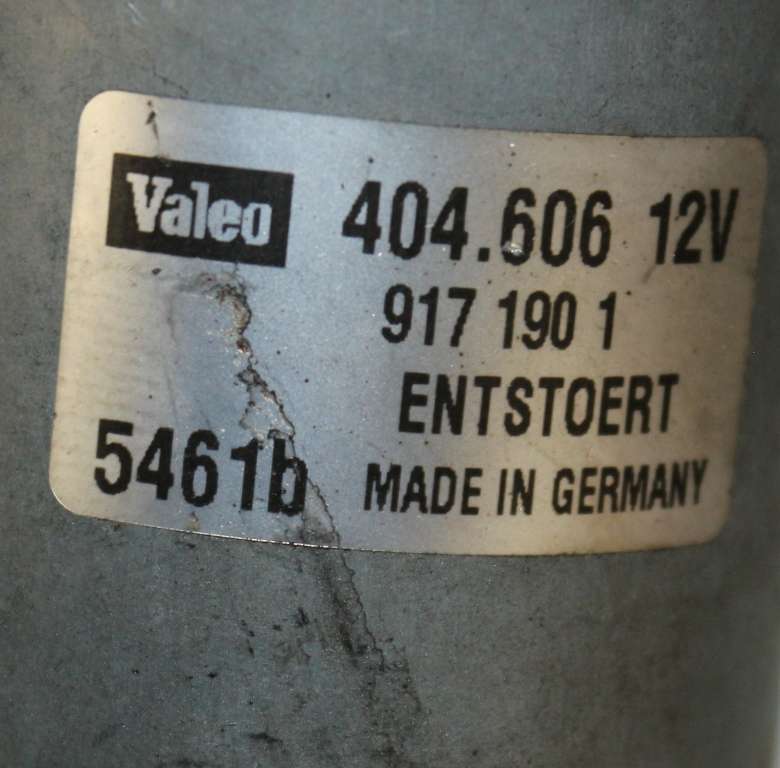 Valeo 404.606 12V
917 190 1
ENTSTOERT
5461b MADE IN GERMANY